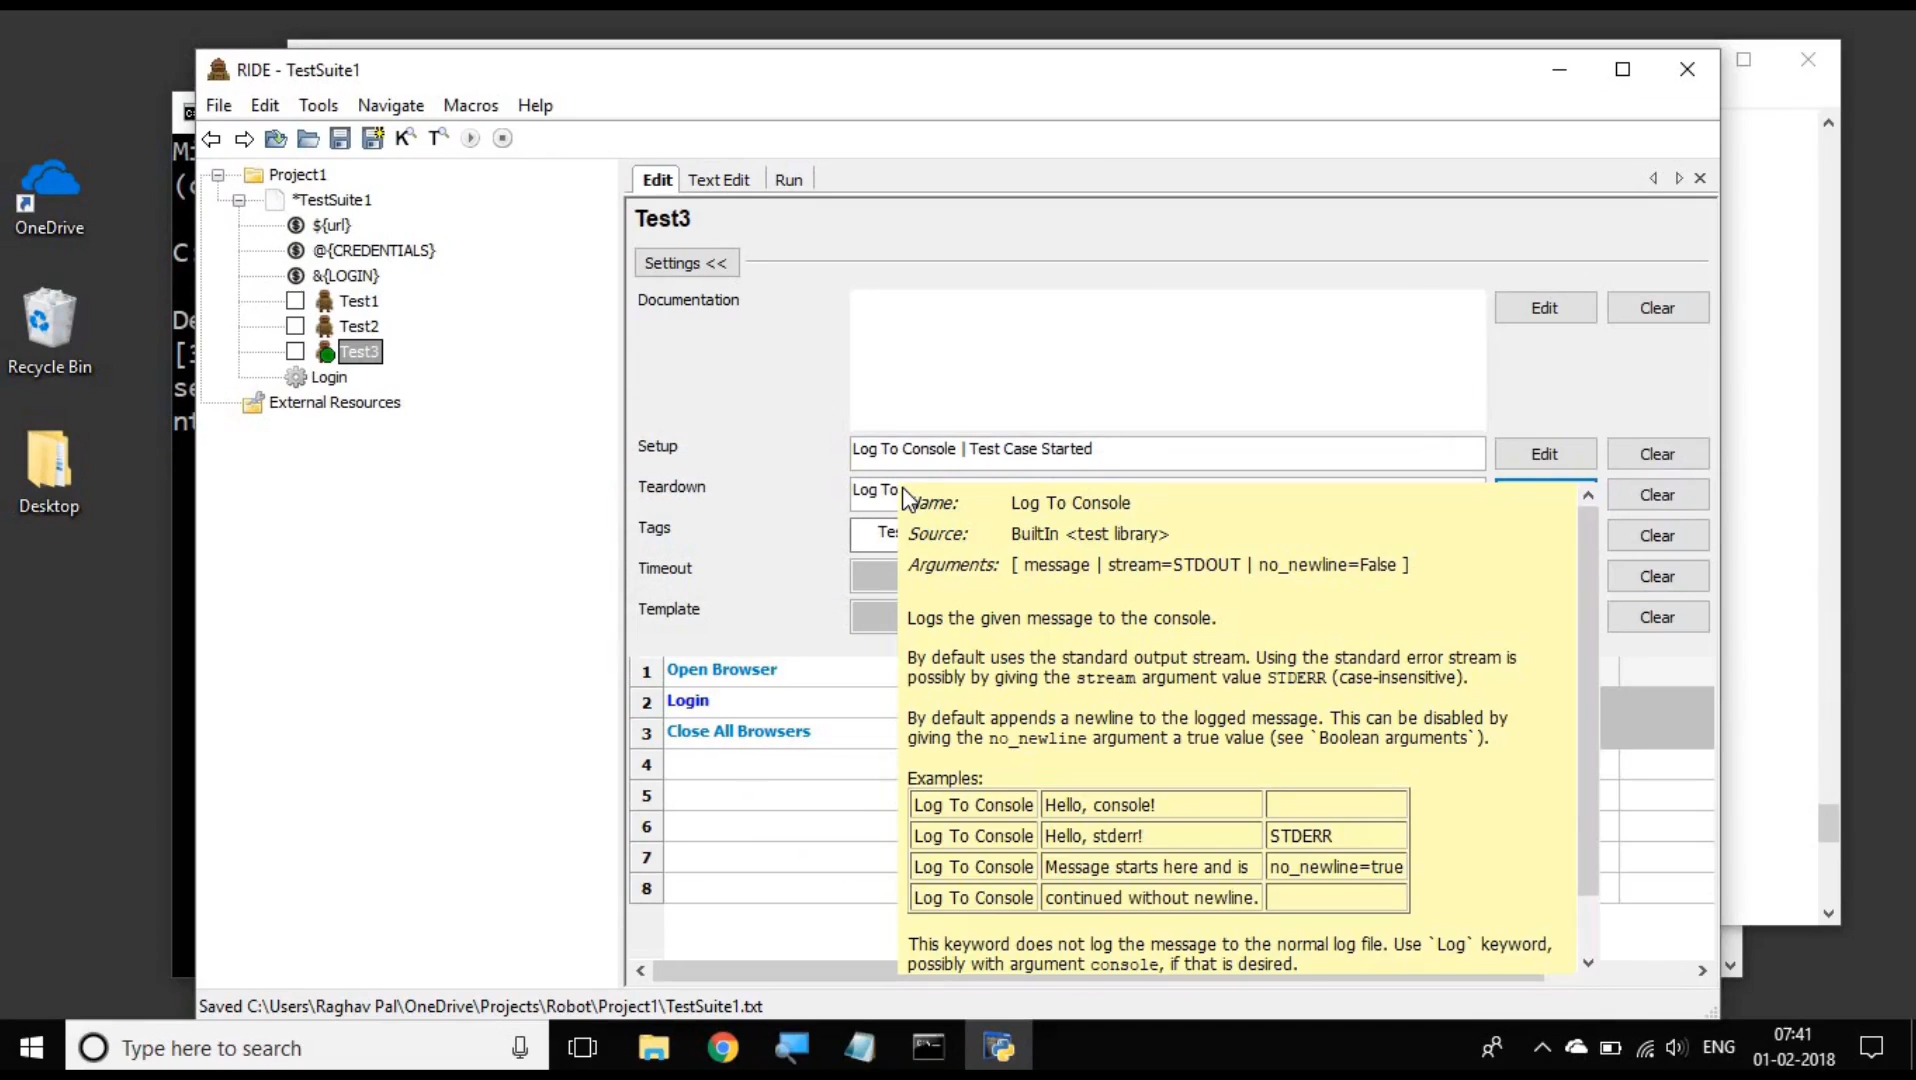 RIDE - TestSuite1
File Edit Tools Navigate Macros Help
Project1
*TestSuite1
${url}
@{CREDENTIALS}
&{LOGIN}
Test1
Test2
Test3
Login
External Resources
Edit Text Edit Run
Test3
Settings <<
Documentation
Edit Clear
Setup
Log To Console | Test Case Started
Edit Clear
Teardown
Log To
Clear
Tags
Tes
Clear
Timeout
Clear
Template
Clear
Name: Log To Console
Source: BuiltIn <test library>
Arguments: [ message | stream=STDOUT | no_newline=False ]
Logs the given message to the console.
By default uses the standard output stream. Using the standard error stream is
possibly by giving the stream argument value STDERR (case-insensitive).
By default appends a newline to the logged message. This can be disabled by
giving the no_newline argument a true value (see `Boolean arguments`).
Examples:
Log To Console Hello, console!
Log To Console Hello, stderr! STDERR
Log To Console Message starts here and is no_newline=true
Log To Console continued without newline.
This keyword does not log the message to the normal log file. Use `Log` keyword,
possibly with argument console, if that is desired.
1 Open Browser
2 Login
3 Close All Browsers
4
5
6
7
8
Saved C:\Users\Raghav Pal\OneDrive\Projects\Robot\Project1\TestSuite1.txt
OneDrive
Recycle Bin
Desktop
Type here to search
ENG
07:41
01-02-2018